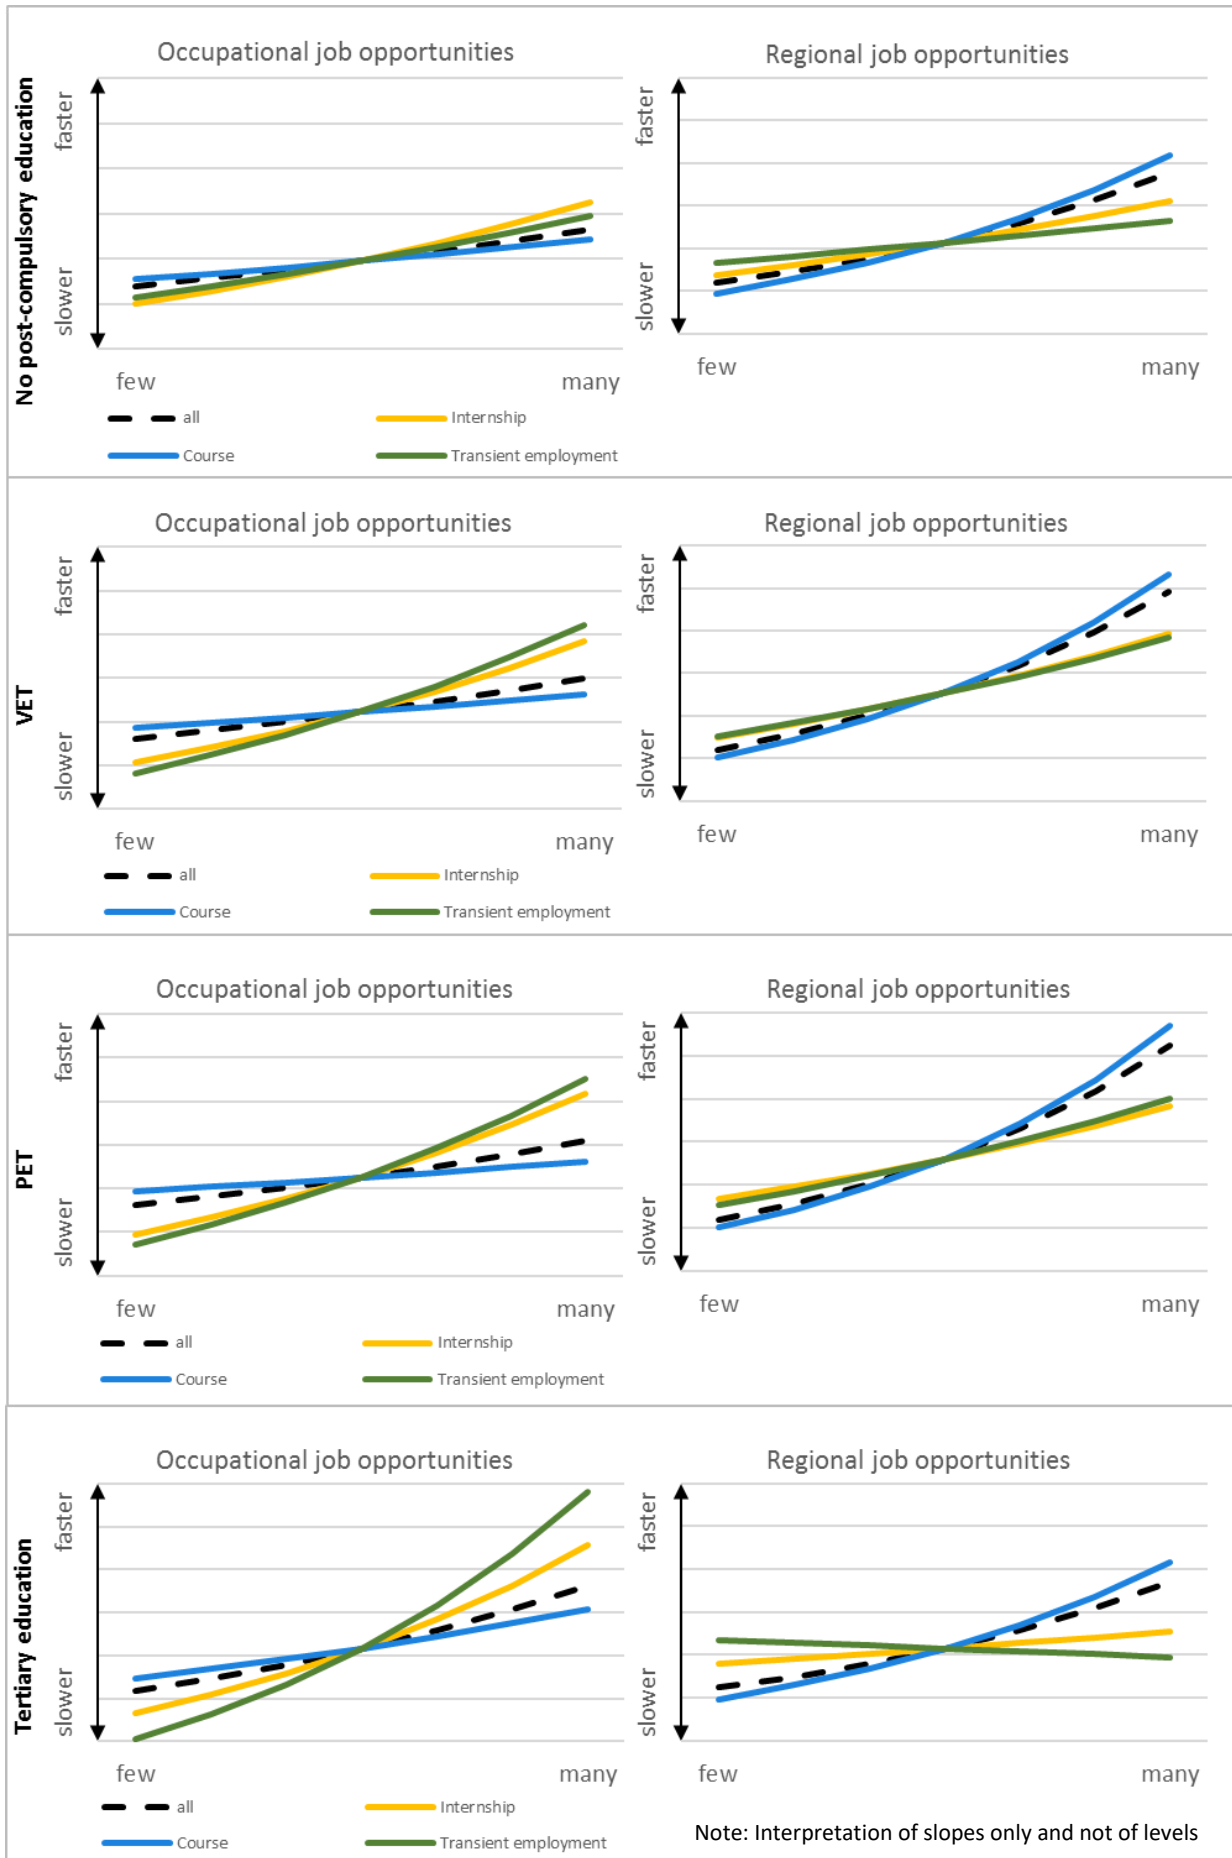 No post-compulsory education
Occupational job opportunities
faster
slower
few many
all Internship
Course Transient employment
Regional job opportunities
faster
slower
few many
VET
Occupational job opportunities
faster
slower
few many
all Internship
Course Transient employment
Regional job opportunities
faster
slower
few many
PET
Occupational job opportunities
faster
slower
few many
all Internship
Course Transient employment
Regional job opportunities
faster
slower
few many
Tertiary education
Occupational job opportunities
faster
slower
few many
all Internship
Course Transient employment
Regional job opportunities
faster
slower
few many
Note: Interpretation of slopes only and not of levels